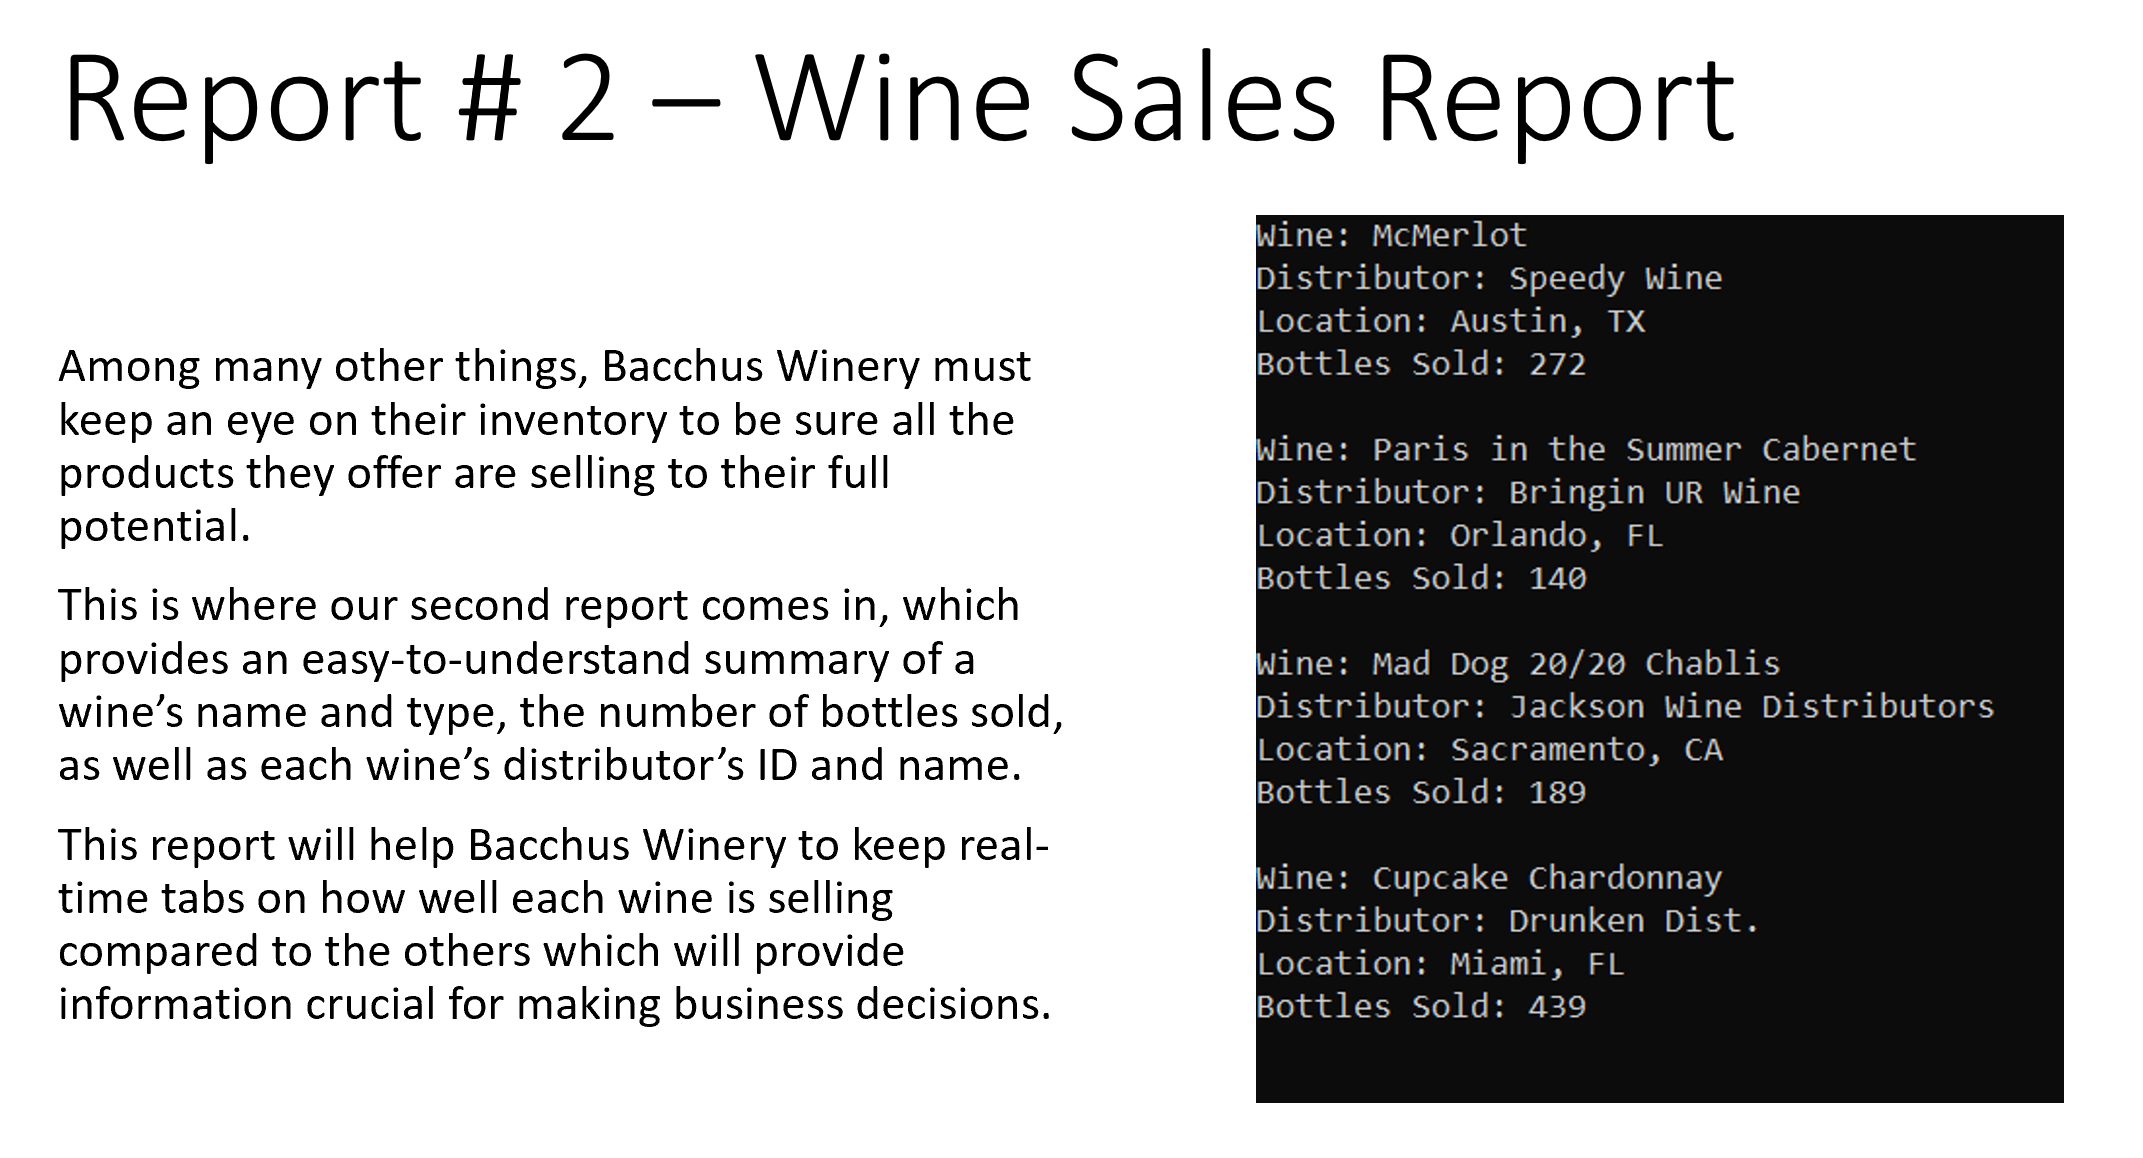 Report # 2 – Wine Sales Report
Among many other things, Bacchus Winery must
keep an eye on their inventory to be sure all the
products they offer are selling to their full
potential.
This is where our second report comes in, which
provides an easy-to-understand summary of a
wine’s name and type, the number of bottles sold,
as well as each wine’s distributor’s ID and name.
This report will help Bacchus Winery to keep real-
time tabs on how well each wine is selling
compared to the others which will provide
information crucial for making business decisions.
Wine: McMerlot
Distributor: Speedy Wine
Location: Austin, TX
Bottles Sold: 272
Wine: Paris in the Summer Cabernet
Distributor: Bringin UR Wine
Location: Orlando, FL
Bottles Sold: 140
Wine: Mad Dog 20/20 Chablis
Distributor: Jackson Wine Distributors
Location: Sacramento, CA
Bottles Sold: 189
Wine: Cupcake Chardonnay
Distributor: Drunken Dist.
Location: Miami, FL
Bottles Sold: 439